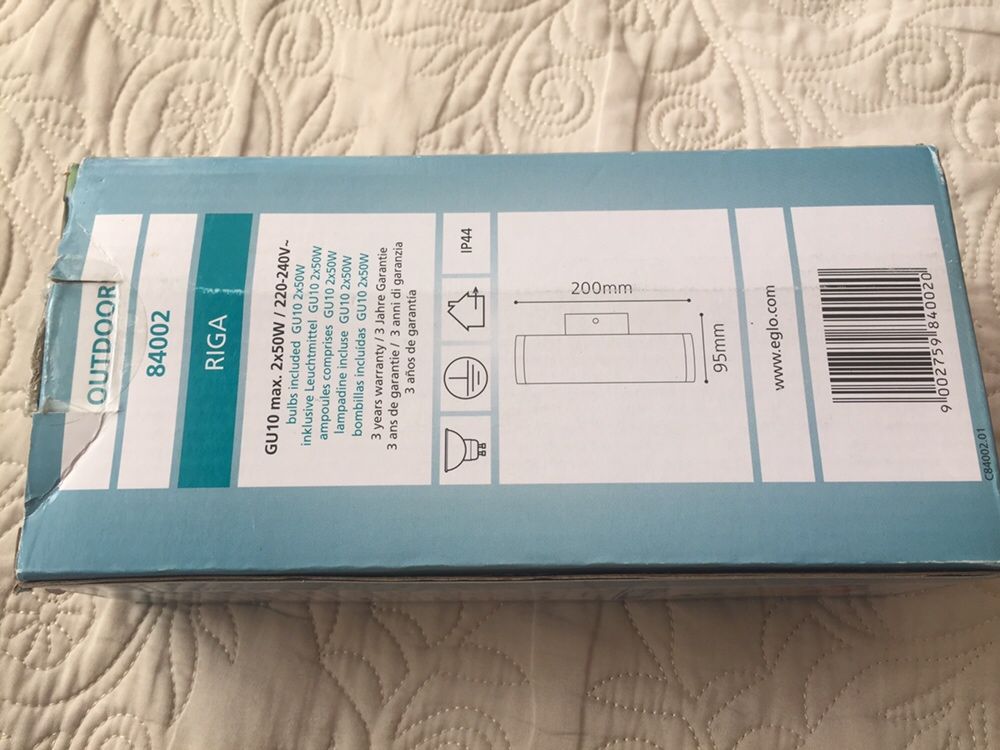 OUTDOOR
84002
RIGA
GU10 max. 2x50W / 220-240V~
bulbs included GU10 2x50W
inklusive Leuchtmittel GU10 2x50W
ampoules comprises GU10 2x50W
lampadine incluse GU10 2x50W
bombillas incluídas GU10 2x50W
3 years warranty / 3 Jahre Garantie
3 ans de garantie / 3 anni di garanzia
3 años de garantia
IP44
200mm
95mm
www.eglo.com
9 002759 840020
C84002.01